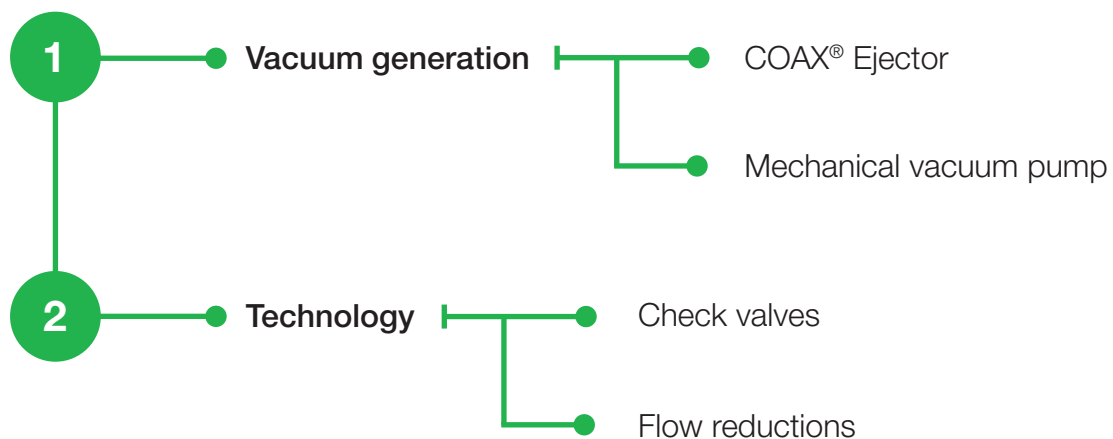 1
Vacuum generation
COAX® Ejector
Mechanical vacuum pump
2
Technology
Check valves
Flow reductions